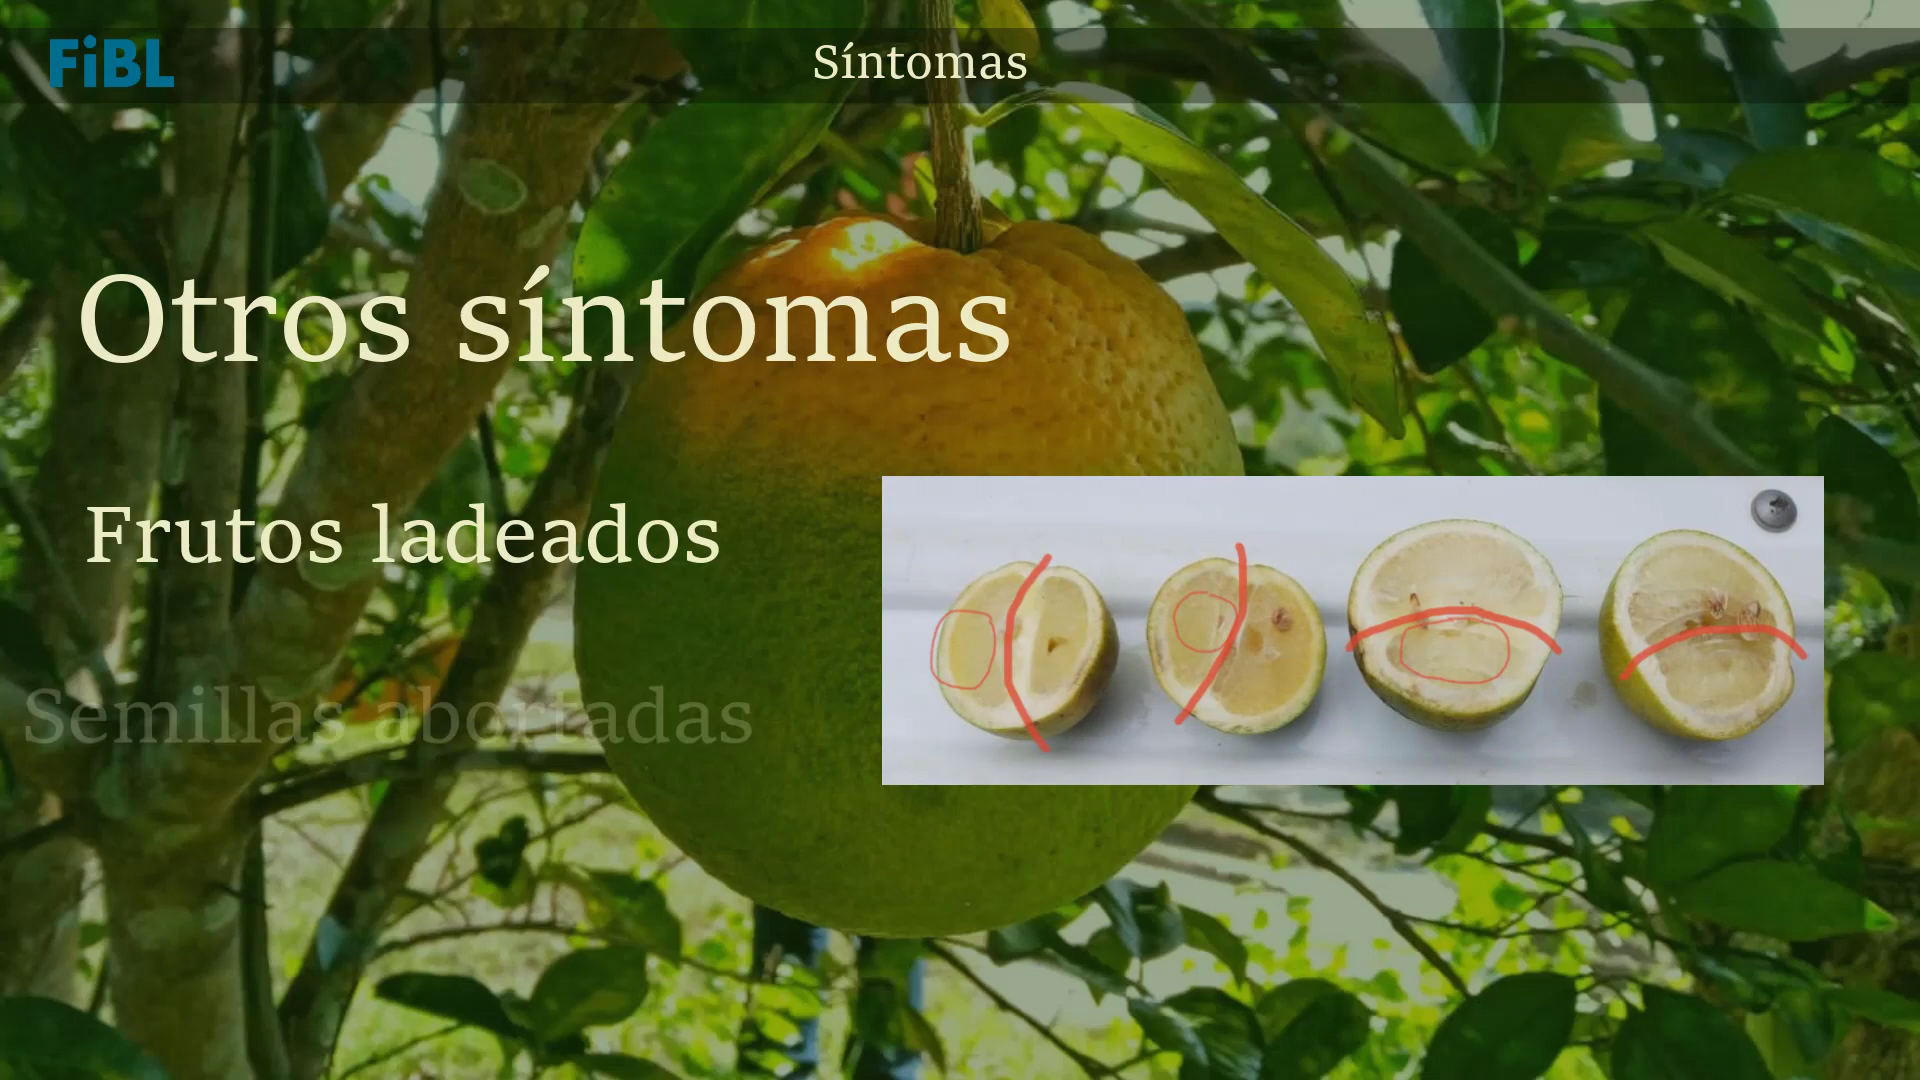 FiBL
Síntomas
Otros síntomas
Frutos ladeados
Semillas abortadas